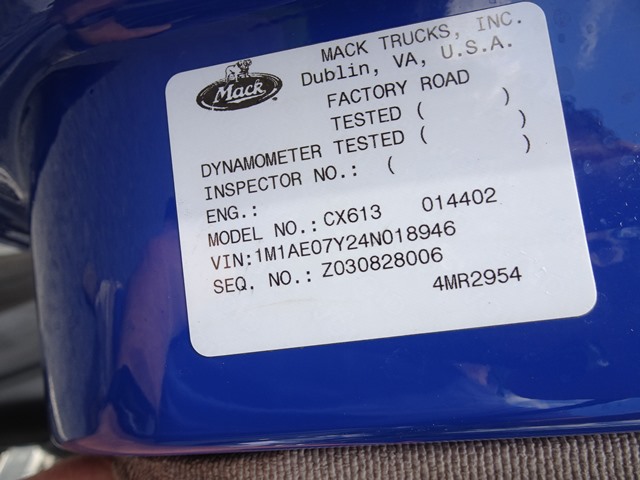 Mack
MACK TRUCKS, INC.
Dublin, VA, U.S.A.
FACTORY ROAD
TESTED ( )
DYNAMOMETER TESTED ( )
INSPECTOR NO.: ( )
ENG.:
MODEL NO.: CX613 014402
VIN:1M1AE07Y24N018946
SEQ. NO.: Z030828006
4MR2954